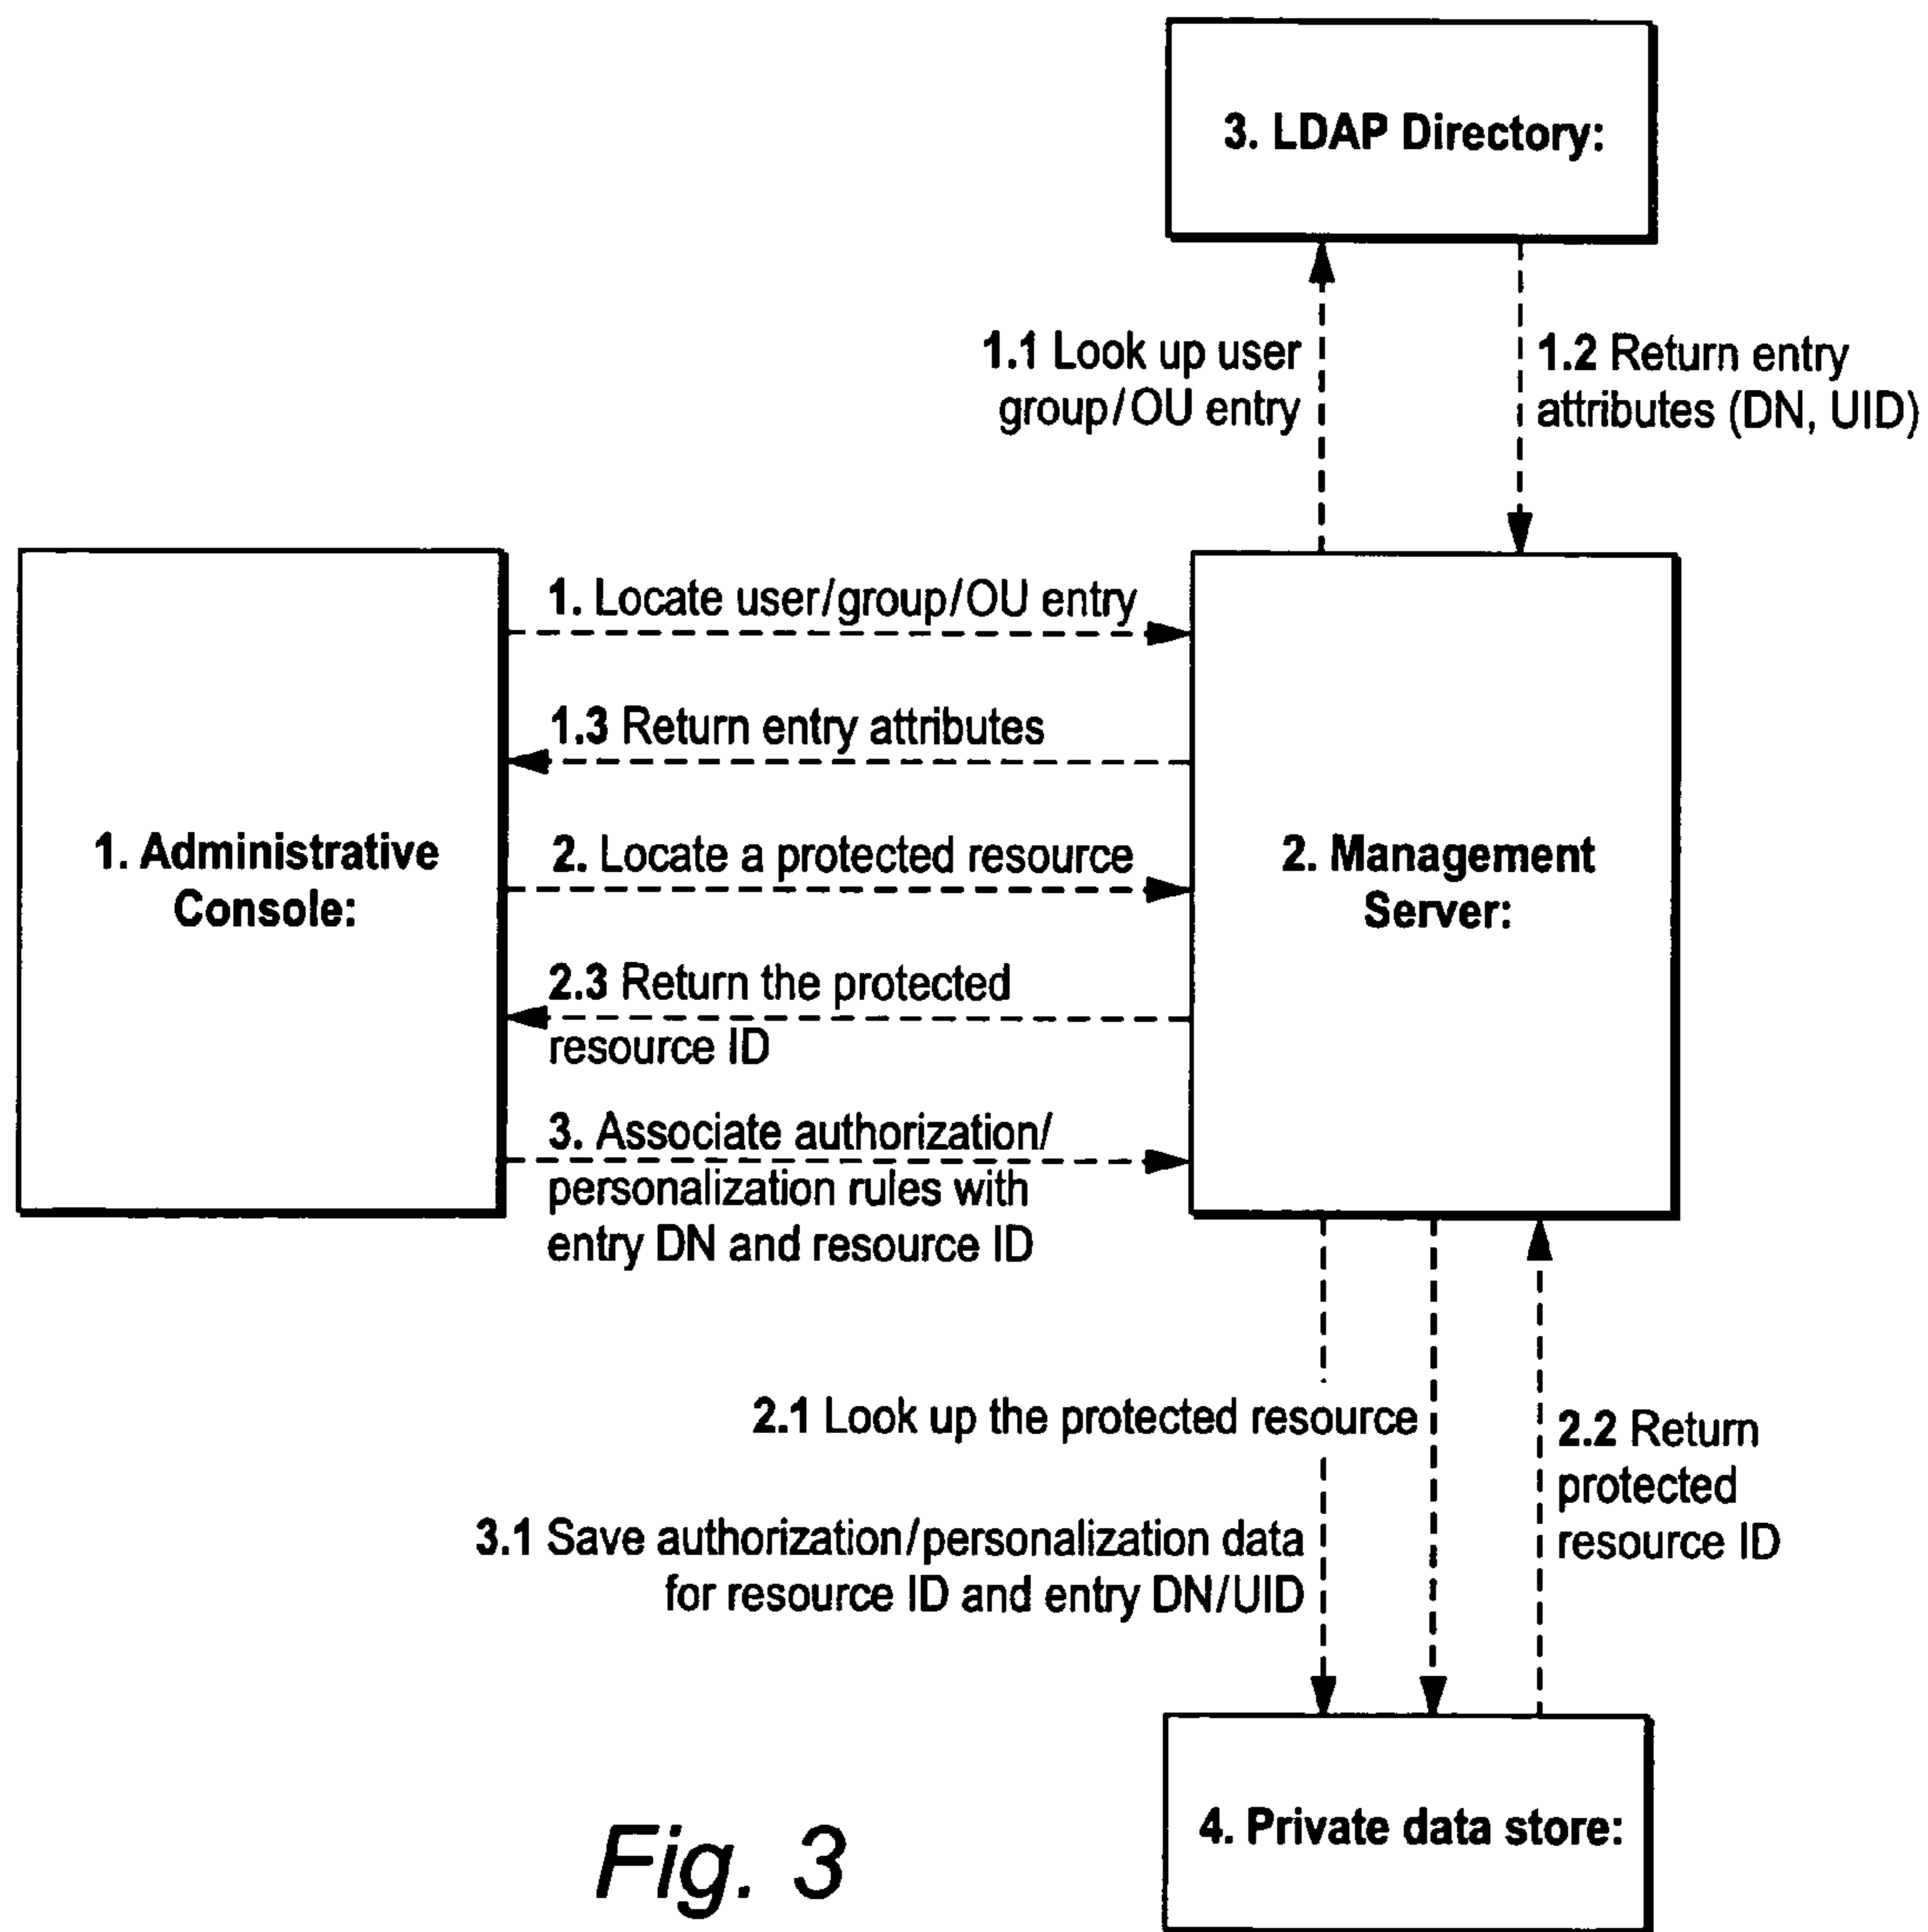 3. LDAP Directory:
1.1 Look up user
group/OU entry
1.2 Return entry
attributes (DN, UID)
1. Locate user/group/OU entry
1.3 Return entry attributes
1. Administrative
Console:
2. Locate a protected resource
2. Management
Server:
2.3 Return the protected
resource ID
3. Associate authorization/
personalization rules with
entry DN and resource ID
2.1 Look up the protected resource
2.2 Return
protected
resource ID
3.1 Save authorization/personalization data
for resource ID and entry DN/UID
4. Private data store:
Fig. 3